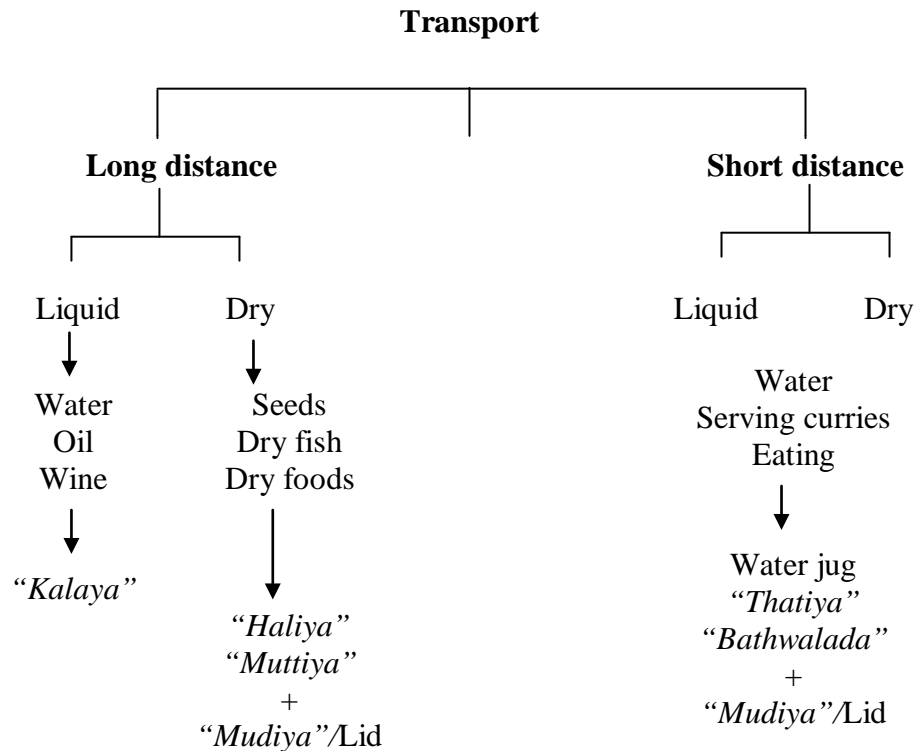 Transport
Long distance
Short distance
Liquid
Dry
Water
Oil
Wine
“Kalaya”
Seeds
Dry fish
Dry foods
“Haliya”
“Muttiya”
+
“Mudiya”/Lid
Liquid
Dry
Water
Serving curries
Eating
Water jug
“Thatiya”
“Bathwalada”
+
“Mudiya”/Lid